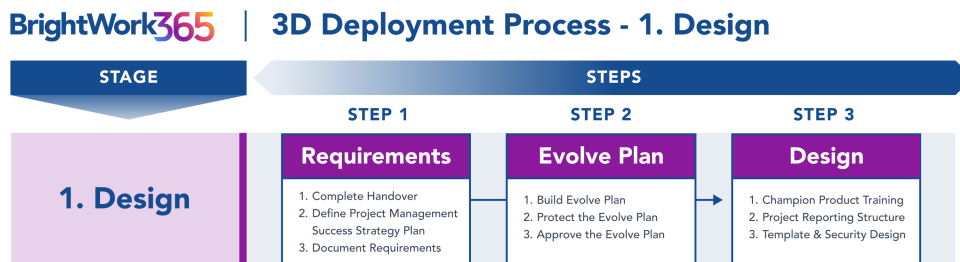 BrightWork365 | 3D Deployment Process - 1. Design
STAGE
STEPS
STEP 1
STEP 2
STEP 3
1. Design
Requirements
1. Complete Handover
2. Define Project Management
Success Strategy Plan
3. Document Requirements
Evolve Plan
1. Build Evolve Plan
2. Protect the Evolve Plan
3. Approve the Evolve Plan
Design
1. Champion Product Training
2. Project Reporting Structure
3. Template & Security Design